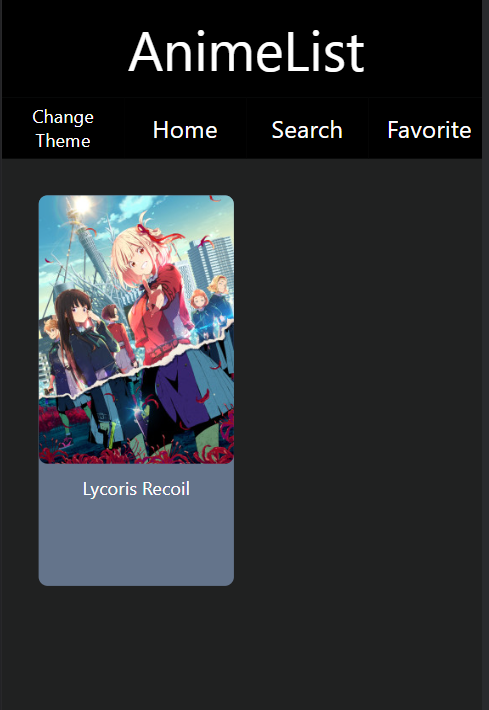 AnimeList
Change
Theme
Home
Search
Favorite
Lycoris Recoil